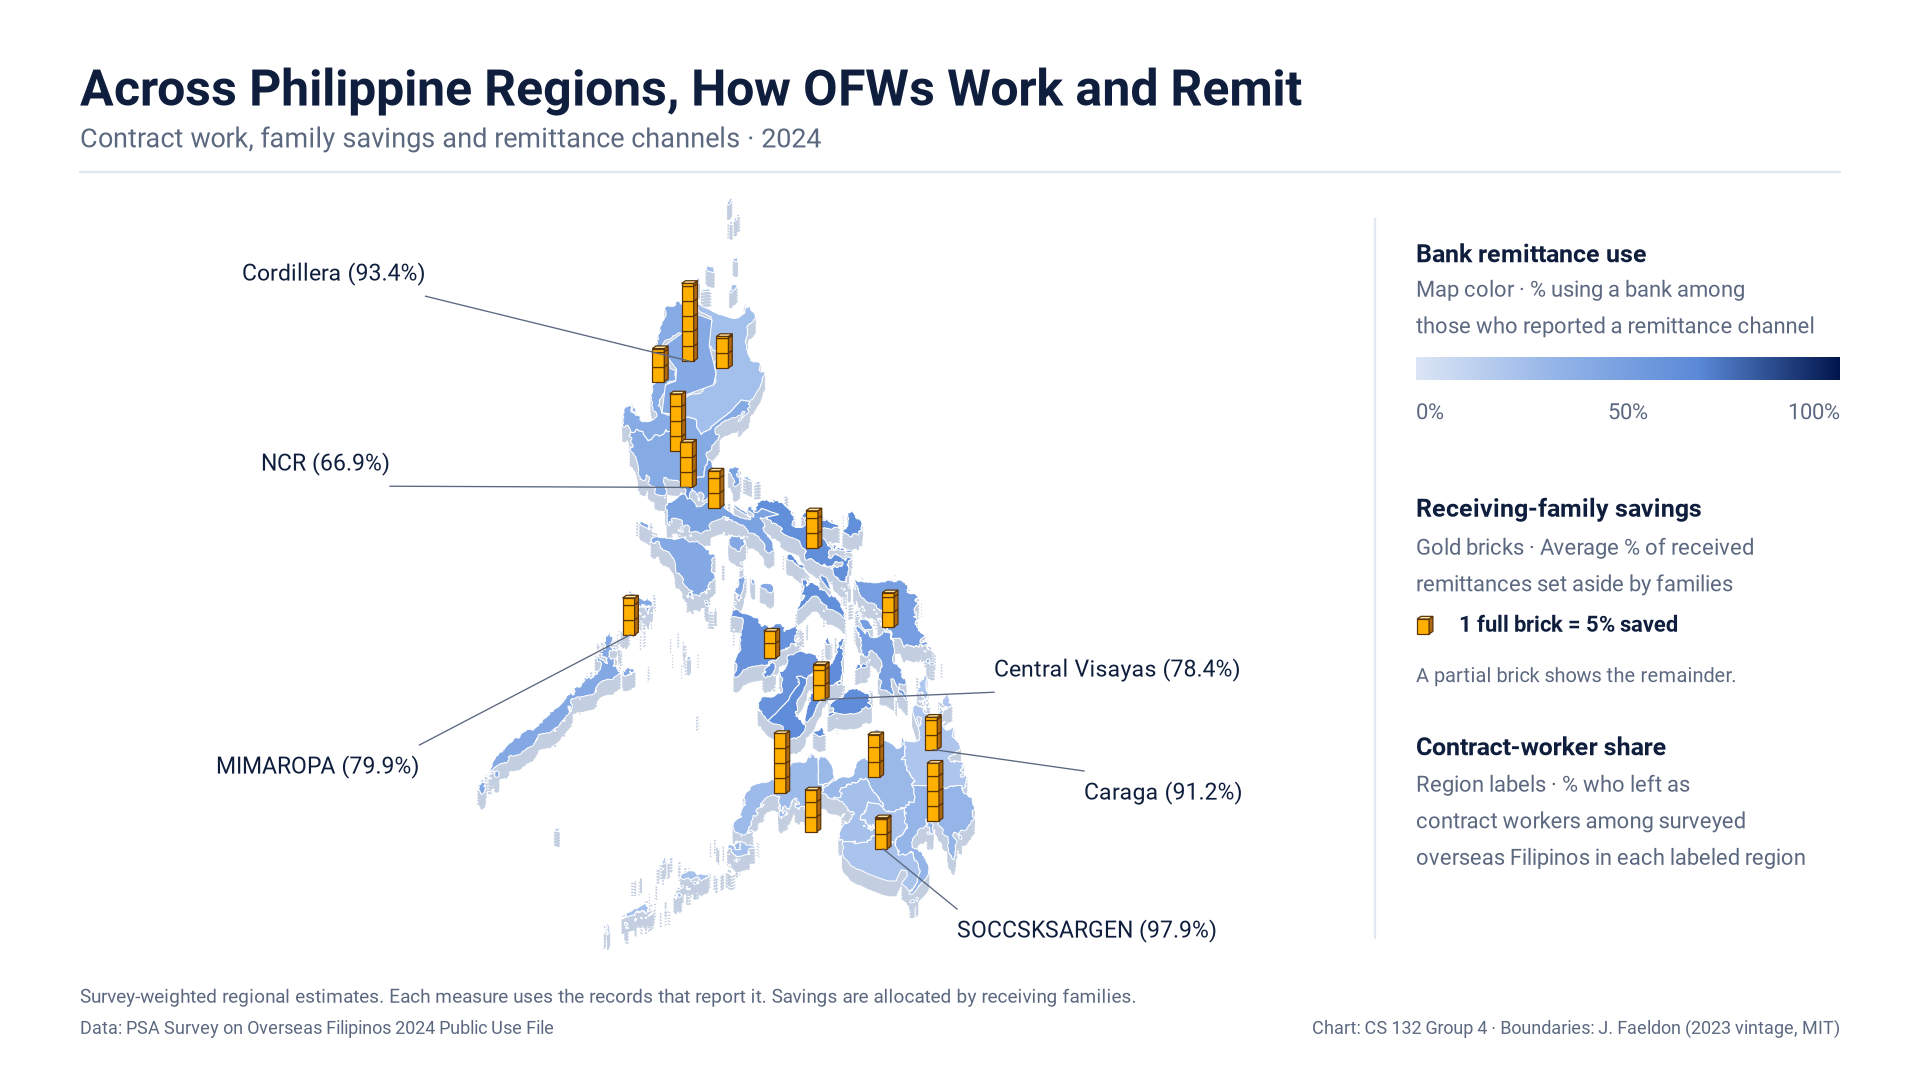 Across Philippine Regions, How OFWs Work and Remit
Contract work, family savings and remittance channels · 2024
Cordillera (93.4%)
NCR (66.9%)
MIMAROPA (79.9%)
Central Visayas (78.4%)
Caraga (91.2%)
SOCCSKSARGEN (97.9%)
Bank remittance use
Map color · % using a bank among
those who reported a remittance channel
0% 50% 100%
Receiving-family savings
Gold bricks · Average % of received
remittances set aside by families
1 full brick = 5% saved
A partial brick shows the remainder.
Contract-worker share
Region labels · % who left as
contract workers among surveyed
overseas Filipinos in each labeled region
Survey-weighted regional estimates. Each measure uses the records that report it. Savings are allocated by receiving families.
Data: PSA Survey on Overseas Filipinos 2024 Public Use File
Chart: CS 132 Group 4 · Boundaries: J. Faeldon (2023 vintage, MIT)